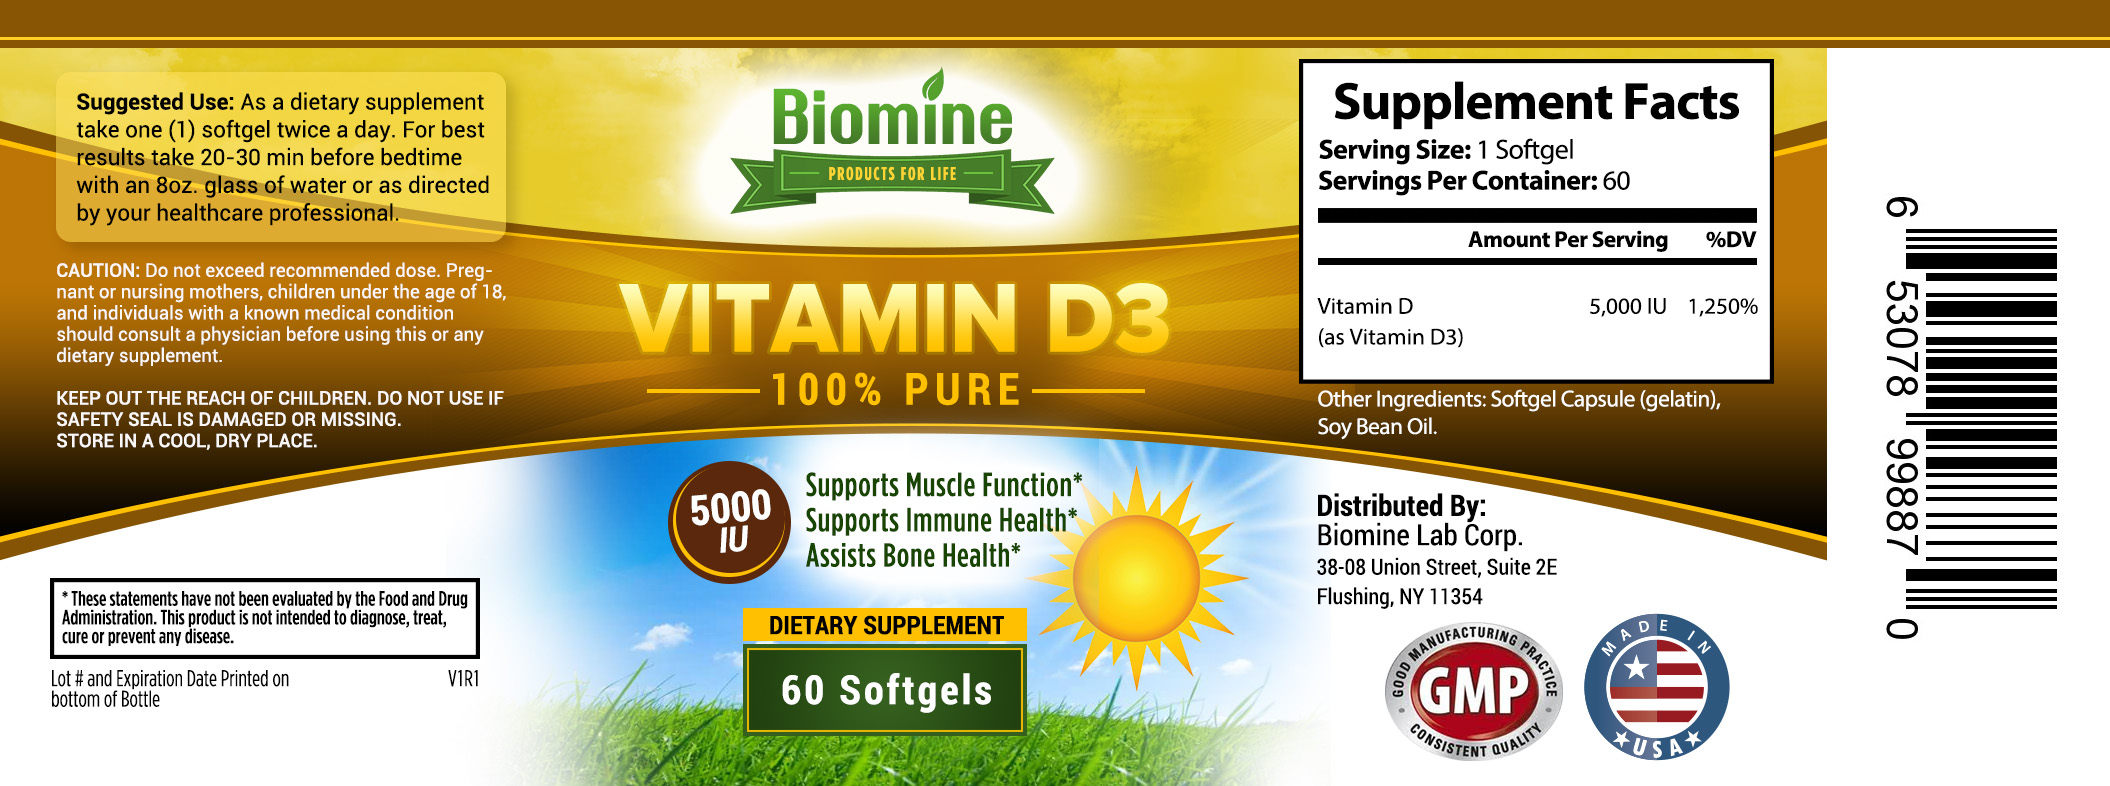 Suggested Use: As a dietary supplement
take one (1) softgel twice a day. For best
results take 20-30 min before bedtime
with an 8oz. glass of water or as directed
by your healthcare professional.
CAUTION: Do not exceed recommended dose. Preg-
nant or nursing mothers, children under the age of 18,
and individuals with a known medical condition
should consult a physician before using this or any
dietary supplement.
KEEP OUT THE REACH OF CHILDREN. DO NOT USE IF
SAFETY SEAL IS DAMAGED OR MISSING.
STORE IN A COOL, DRY PLACE.
* These statements have not been evaluated by the Food and Drug
Administration. This product is not intended to diagnose, treat,
cure or prevent any disease.
Lot # and Expiration Date Printed on
bottom of Bottle
V1R1
Biomine
PRODUCTS FOR LIFE
VITAMIN D3
100% PURE
5000
IU
Supports Muscle Function*
Supports Immune Health*
Assists Bone Health*
DIETARY SUPPLEMENT
60 Softgels
Supplement Facts
Serving Size: 1 Softgel
Servings Per Container: 60
Amount Per Serving %DV
Vitamin D 5,000 IU 1,250%
(as Vitamin D3)
Other Ingredients: Softgel Capsule (gelatin),
Soy Bean Oil.
Distributed By:
Biomine Lab Corp.
38-08 Union Street, Suite 2E
Flushing, NY 11354
GOOD MANUFACTURING PRACTICE
GMP
CONSISTENT QUALITY
MADE IN
USA
6 53078 99887 0